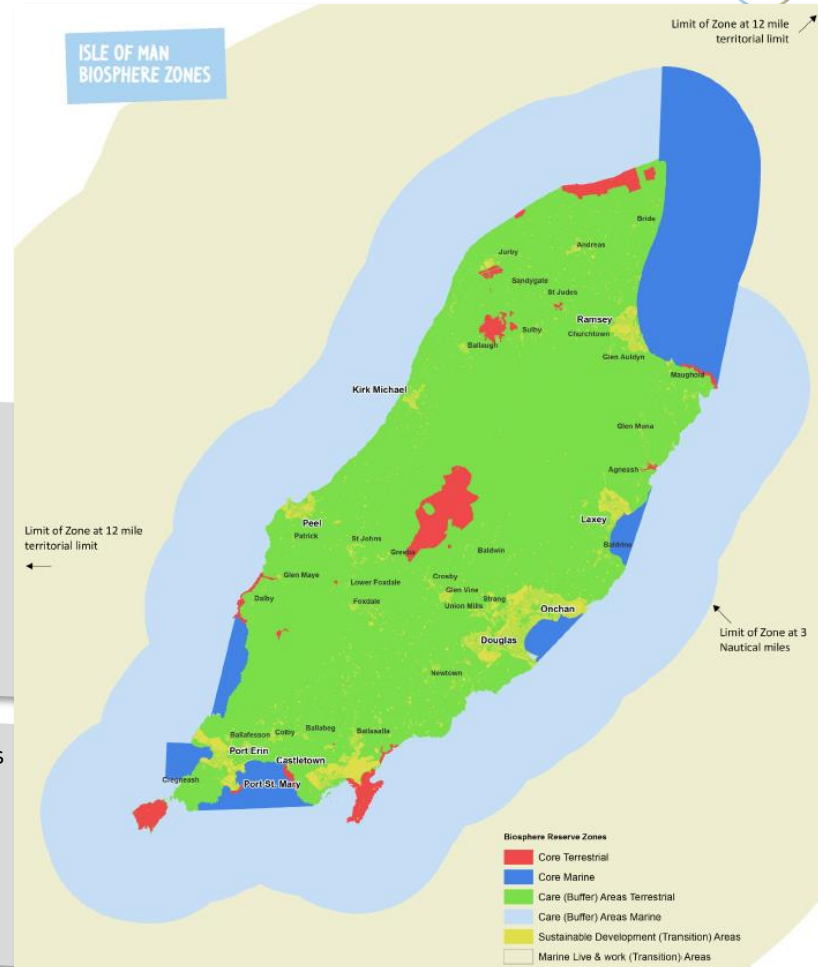 Limit of Zone at 12 mile
territorial limit
ISLE OF MAN
BIOSPHERE ZONES
Bride
Andreas
Jurby
Sandygate
St Judes
Ramsey
Sulby
Churchtown
Ballaugh
Glen Auldyn
Maughold
Kirk Michael
Glen Mona
Agneash
Laxey
Peel
Patrick
St Johns
Greeba
Baldwin
Baldrine
Limit of Zone at 12 mile
territorial limit
Glen Maye
Lower Foxdale
Crosby
Dalby
Glen Vine
Strang
Foxdale
Union Mills
Onchan
Douglas
Limit of Zone at 3
Nautical miles
Newtown
Ballafesson
Colby
Ballabeg
Ballasalla
Port Erin
Castletown
Cregneash
Port St. Mary
s
Biosphere Reserve Zones
Core Terrestrial
Core Marine
Care (Buffer) Areas Terrestrial
Care (Buffer) Areas Marine
Sustainable Development (Transition) Areas
Marine Live & work (Transition) Areas